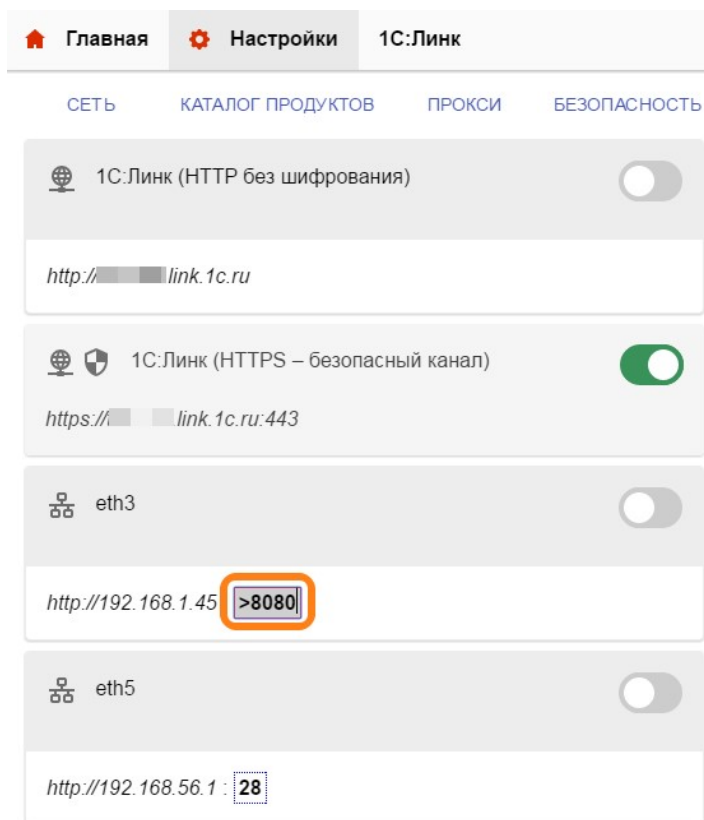 Главная Настройки 1С:Линк
СЕТЬ КАТАЛОГ ПРОДУКТОВ ПРОКСИ БЕЗОПАСНОСТЬ
1С:Линк (HTTP без шифрования)
http:// link.1c.ru
1С:Линк (HTTPS – безопасный канал)
https:// .link.1c.ru:443
eth3
http://192.168.1.45 >8080
eth5
http://192.168.56.1 : 28